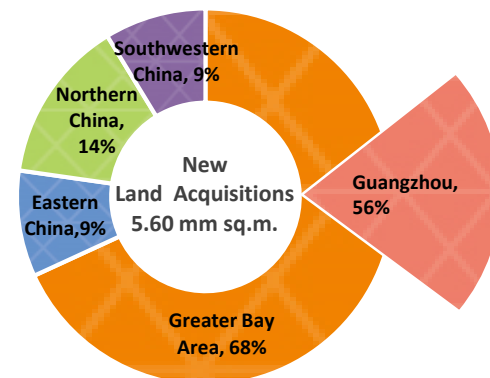 Southwestern
China, 9%
Northern
China,
14%
New
Land Acquisitions
5.60 mm sq.m.
Guangzhou,
56%
Eastern
China,9%
Greater Bay
Area, 68%